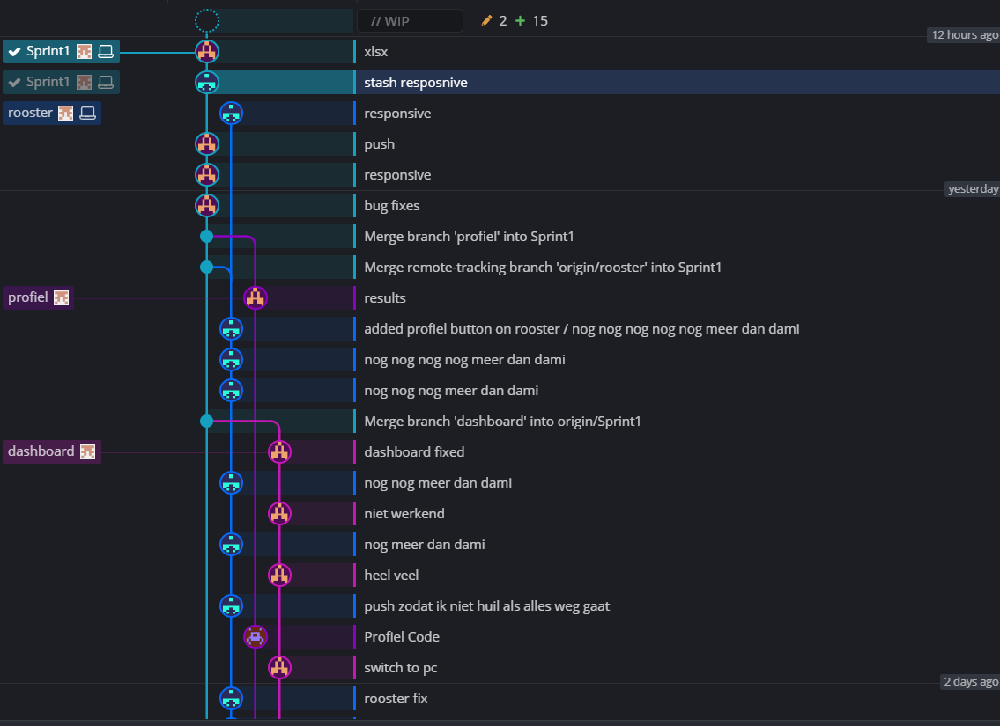 // WIP 2 + 15
12 hours ago
Sprint1 xlsx
Sprint1 stash resposnive
rooster responsive
push
responsive
yesterday
bug fixes
Merge branch 'profiel' into Sprint1
Merge remote-tracking branch 'origin/rooster' into Sprint1
profiel results
added profiel button on rooster / nog nog nog nog nog meer dan dami
nog nog nog nog meer dan dami
nog nog nog meer dan dami
Merge branch 'dashboard' into origin/Sprint1
dashboard dashboard fixed
nog nog meer dan dami
niet werkend
nog meer dan dami
heel veel
push zodat ik niet huil als alles weg gaat
Profiel Code
switch to pc
2 days ago
rooster fix